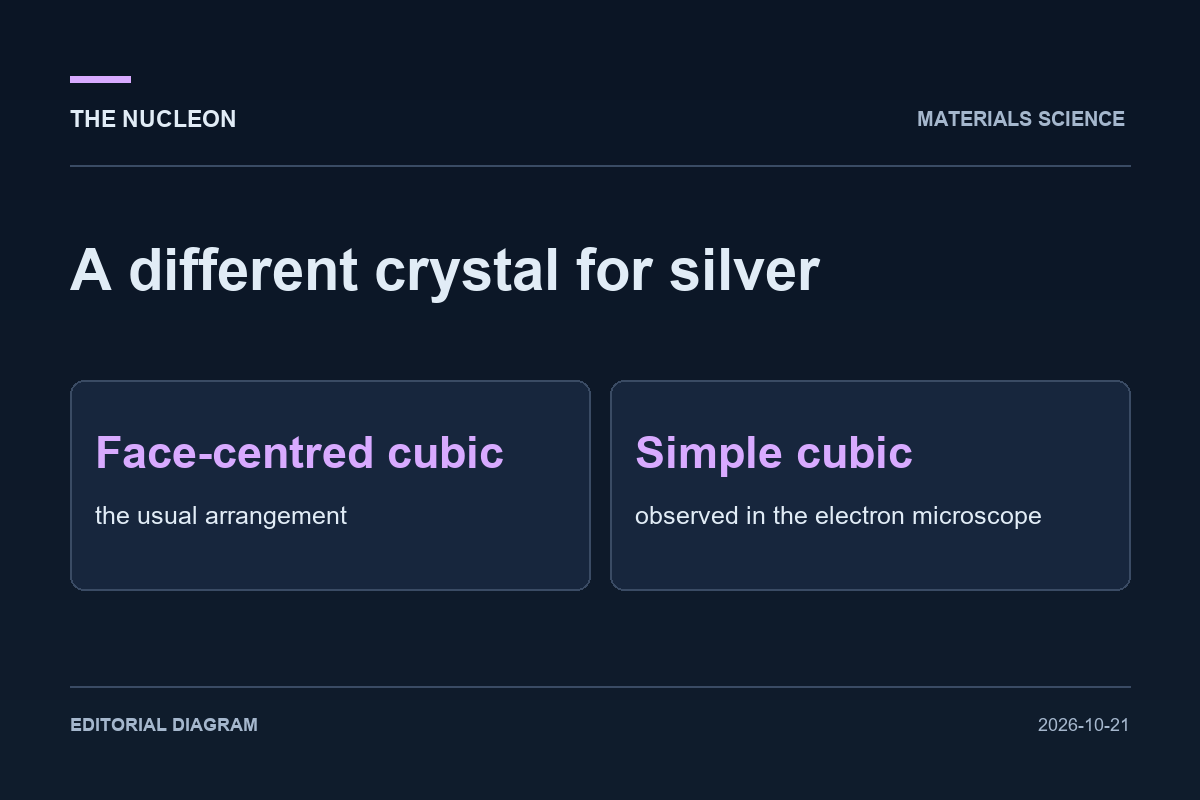 THE NUCLEON
MATERIALS SCIENCE
A different crystal for silver
Face-centred cubic
the usual arrangement
Simple cubic
observed in the electron microscope
EDITORIAL DIAGRAM
2026-10-21